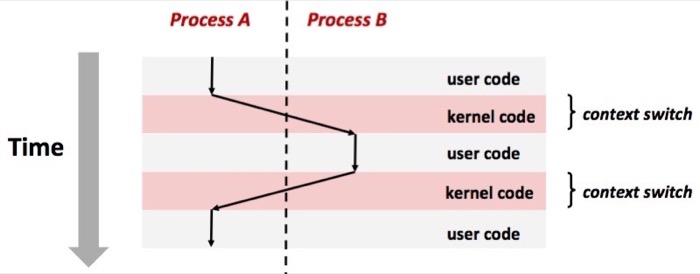 Process A
Process B
user code
kernel code
context switch
Time
user code
kernel code
context switch
user code